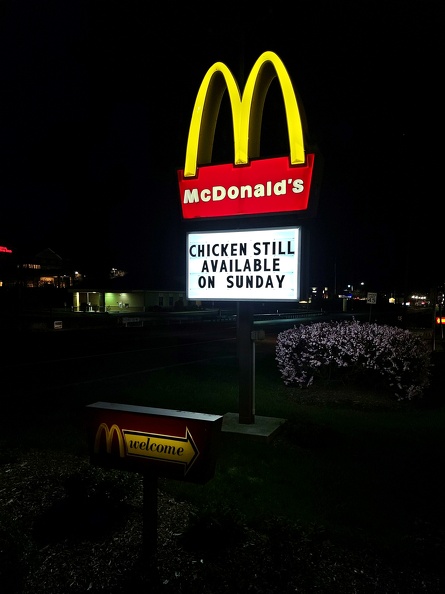 McDonald's
CHICKEN STILL
AVAILABLE
ON SUNDAY
welcome